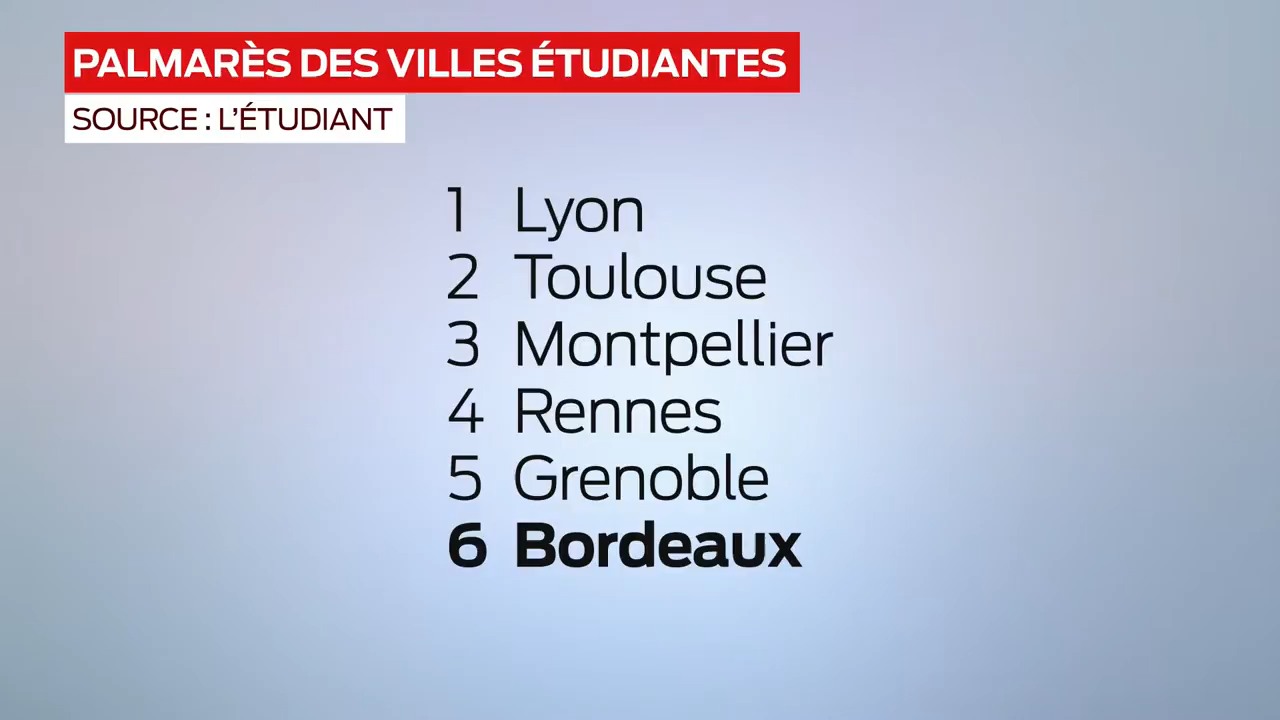 PALMARÈS DES VILLES ÉTUDIANTES
SOURCE : L'ÉTUDIANT
1 Lyon
2 Toulouse
3 Montpellier
4 Rennes
5 Grenoble
6 Bordeaux